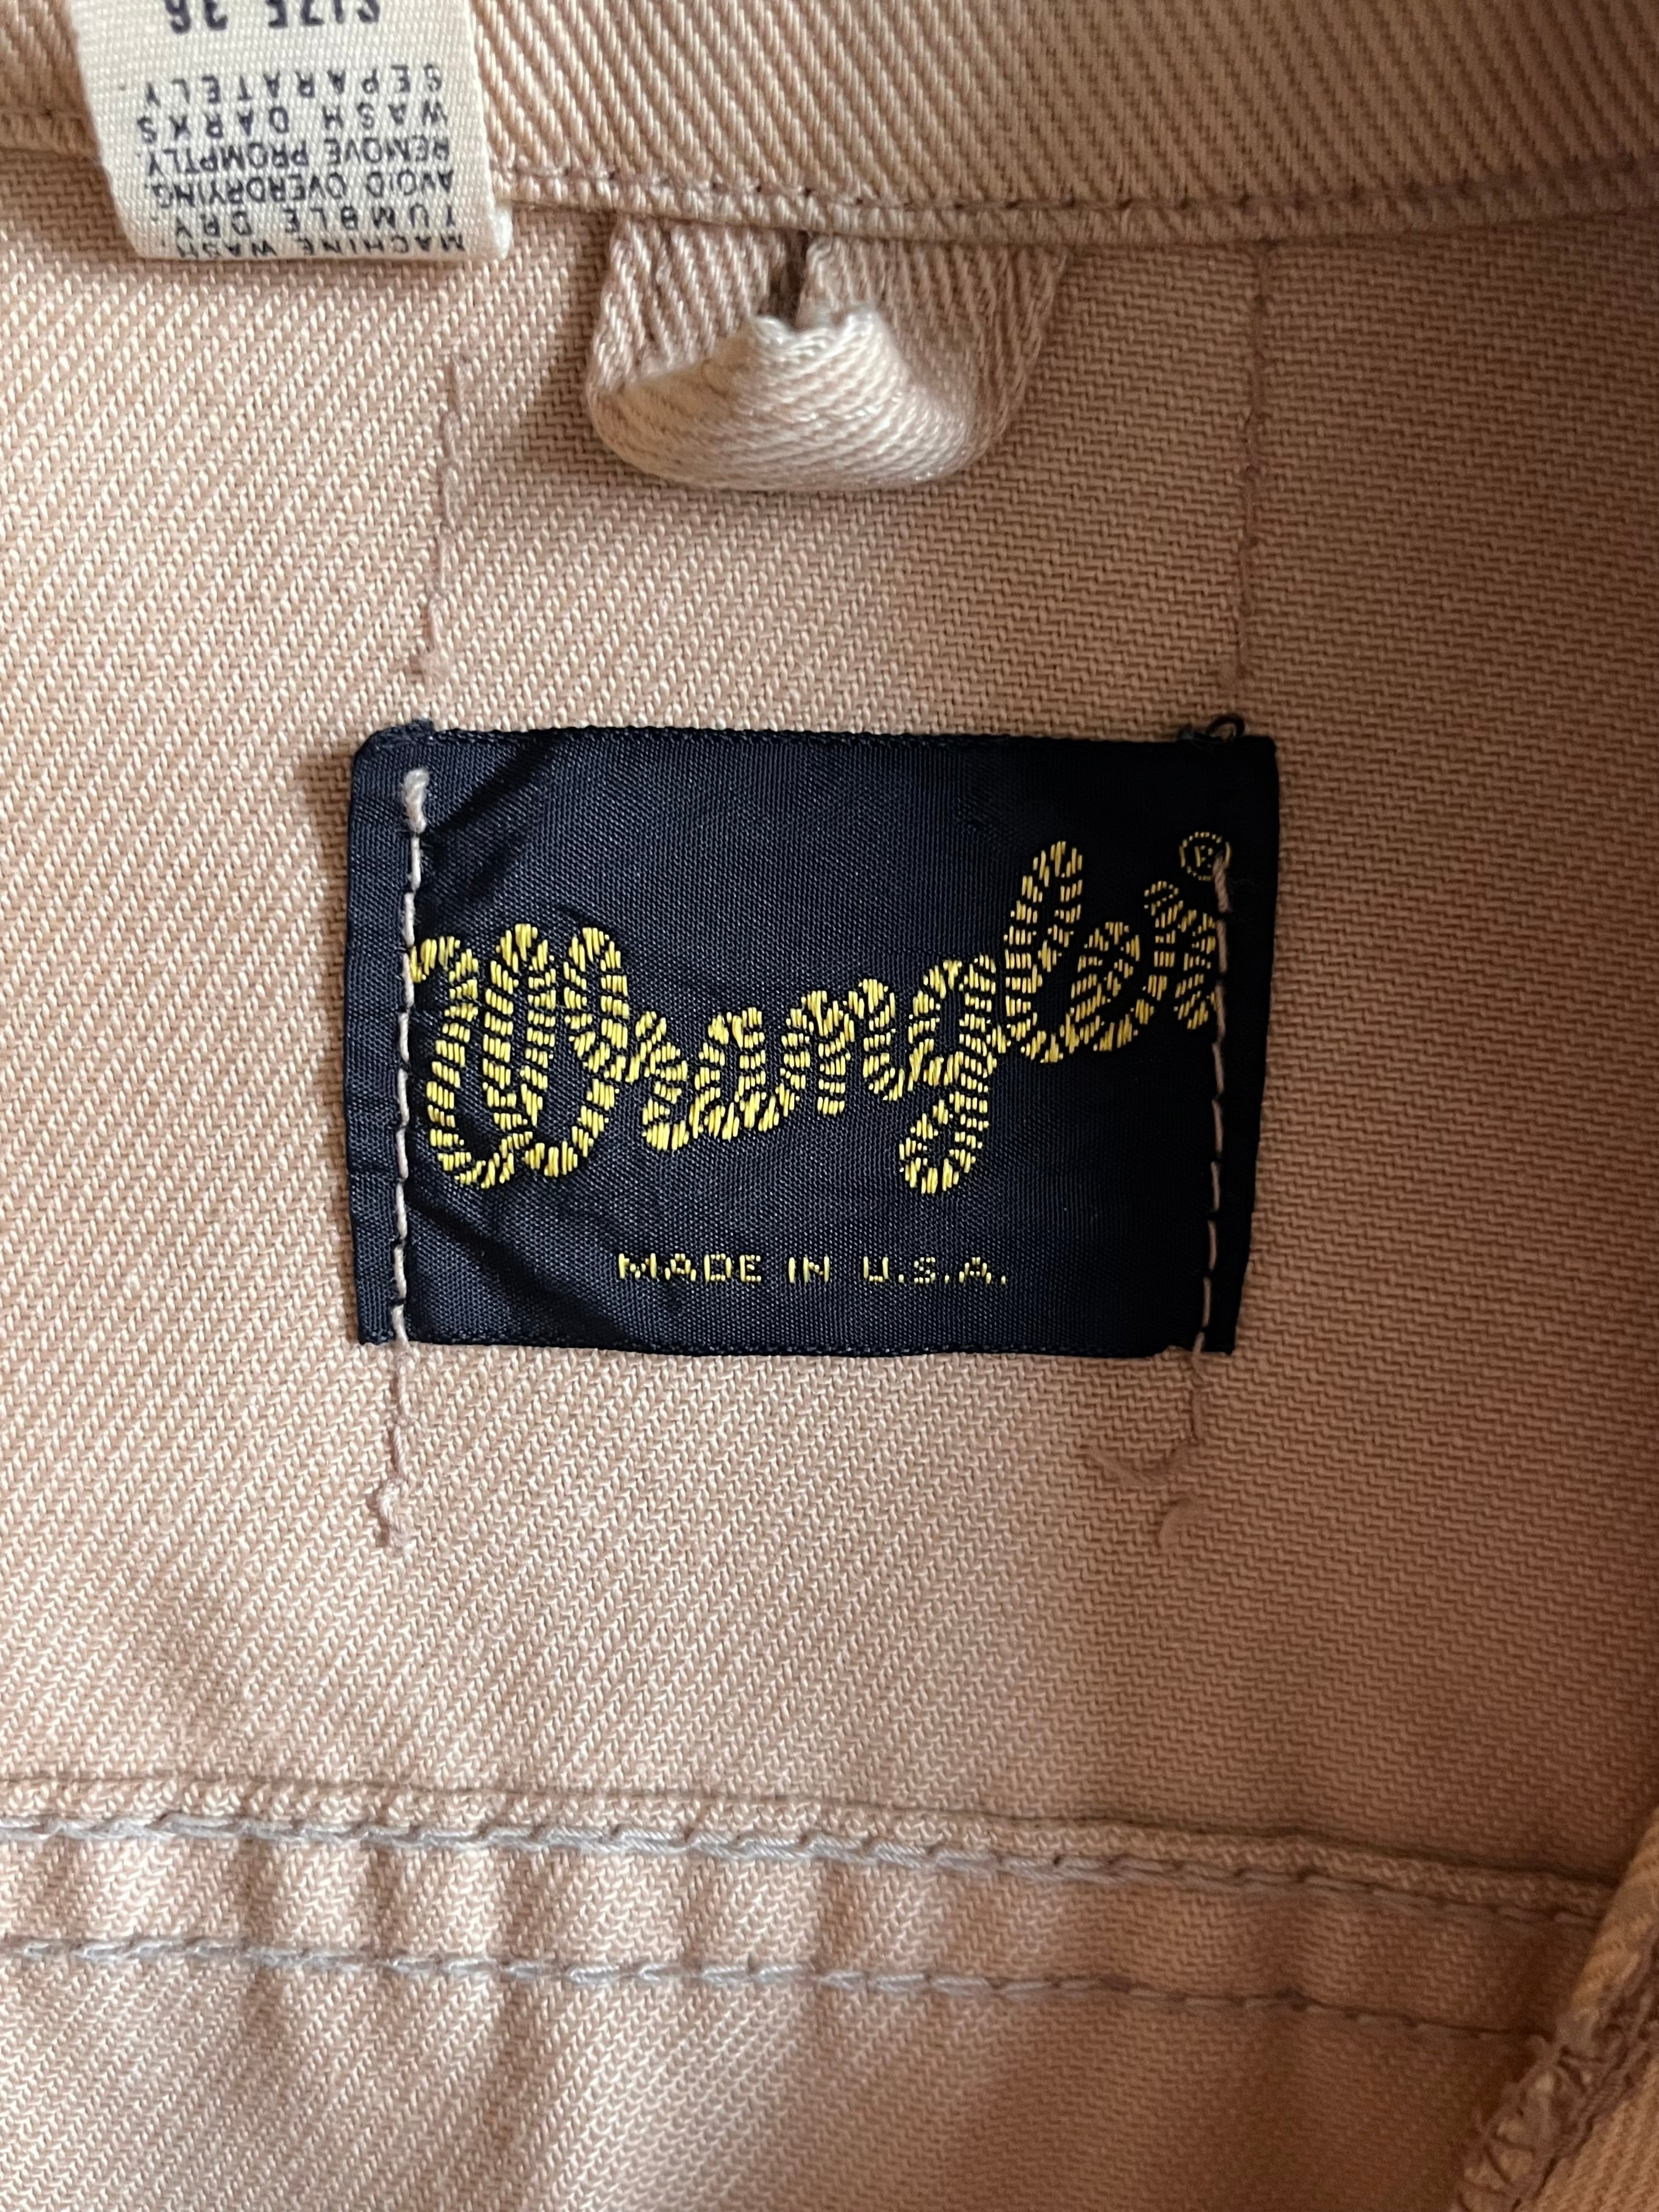 MACHINE WASH.
TUMBLE DRY.
AVOID OVERDRYING.
REMOVE PROMPTLY.
WASH DARKS
SEPARATELY
SIZE 36
Wrangler ®
MADE IN U.S.A.